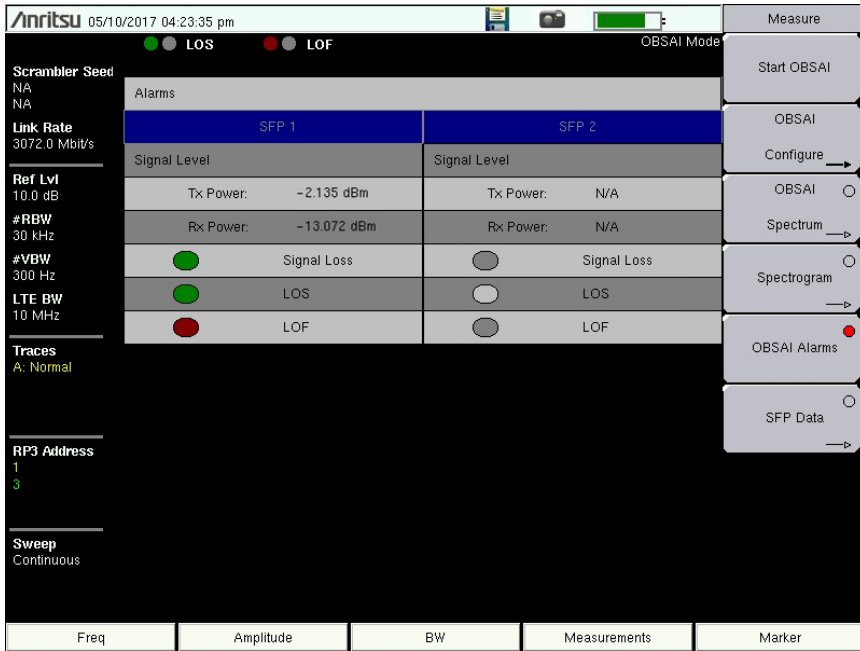 Anritsu 05/10/2017 04:23:35 pm
Measure
LOS LOF OBSAI Mode
Scrambler Seed
NA
NA
Link Rate
3072.0 Mbit/s
Ref Lvl
10.0 dB
#RBW
30 kHz
#VBW
300 Hz
LTE BW
10 MHz
Traces
A: Normal
RP3 Address
1
3
Sweep
Continuous
Alarms
SFP 1 SFP 2
Signal Level Signal Level
Tx Power: -2.135 dBm Tx Power: N/A
Rx Power: -13.072 dBm Rx Power: N/A
Signal Loss Signal Loss
LOS LOS
LOF LOF
Start OBSAI
OBSAI
Configure
OBSAI
Spectrum
Spectrogram
OBSAI Alarms
SFP Data
Freq Amplitude BW Measurements Marker